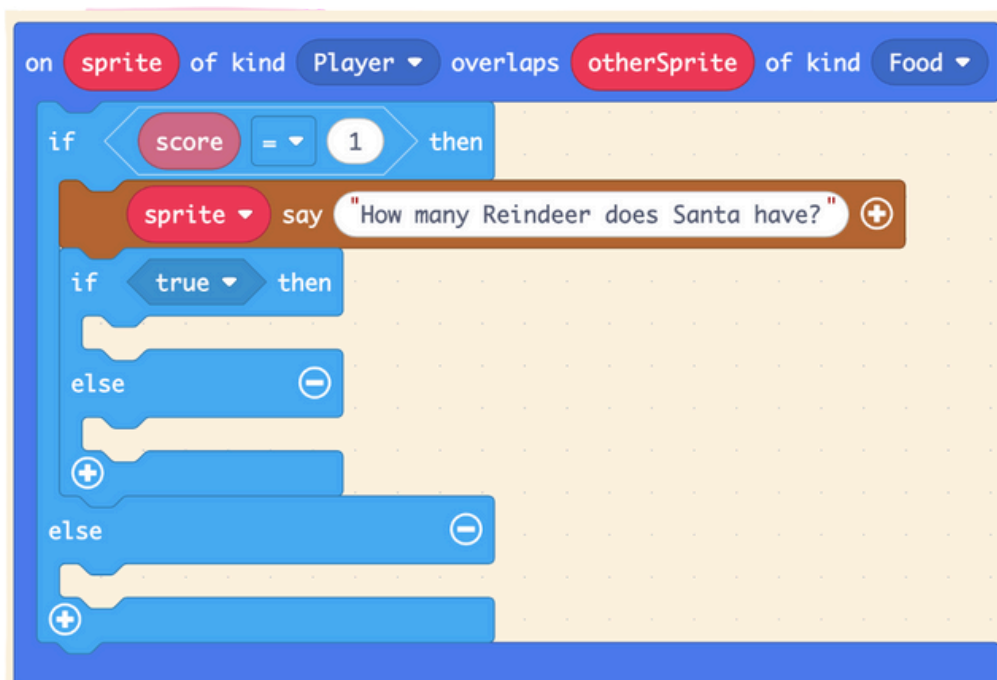 on sprite of kind Player overlaps otherSprite of kind Food
if score = 1 then
sprite say "How many Reindeer does Santa have?"
if true then
else
else